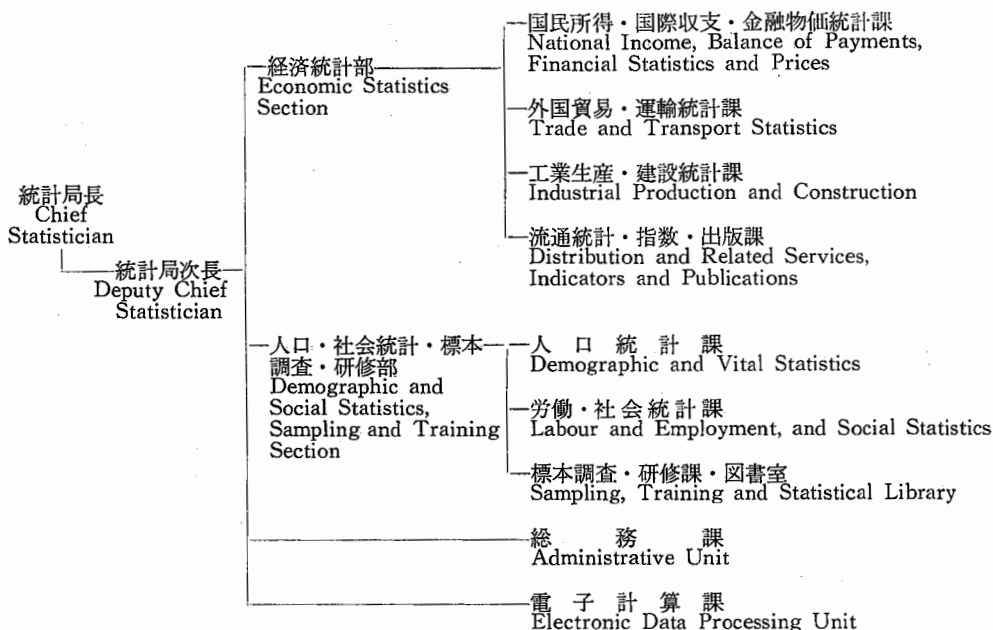 統計局長
Chief
Statistician
統計局次長
Deputy Chief
Statistician
経済統計部
Economic Statistics
Section
国民所得・国際収支・金融物価統計課
National Income, Balance of Payments,
Financial Statistics and Prices
外国貿易・運輸統計課
Trade and Transport Statistics
工業生産・建設統計課
Industrial Production and Construction
流通統計・指数・出版課
Distribution and Related Services,
Indicators and Publications
人口・社会統計・標本
調査・研修部
Demographic and
Social Statistics,
Sampling and Training
Section
人口統計課
Demographic and Vital Statistics
労働・社会統計課
Labour and Employment, and Social Statistics
標本調査・研修課・図書室
Sampling, Training and Statistical Library
総務課
Administrative Unit
電子計算課
Electronic Data Processing Unit